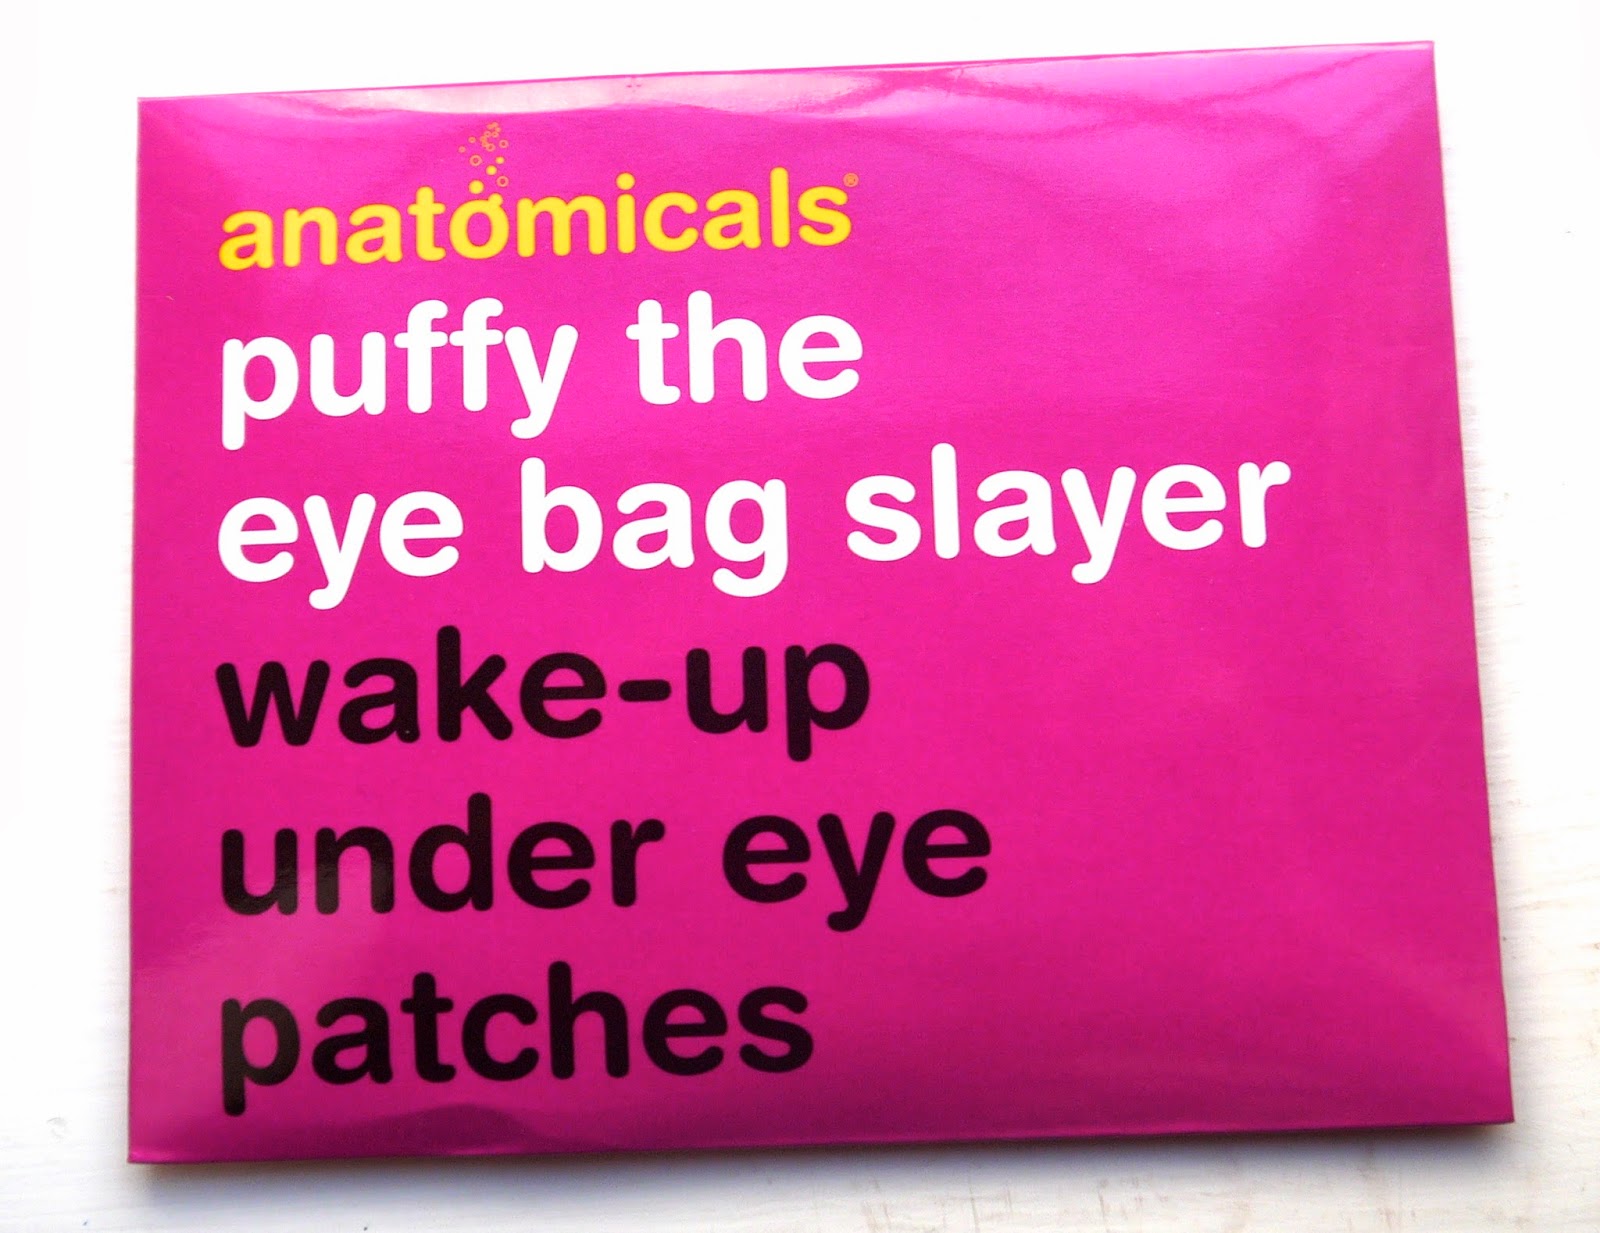 anatomicals®
puffy the
eye bag slayer
wake-up
under eye
patches